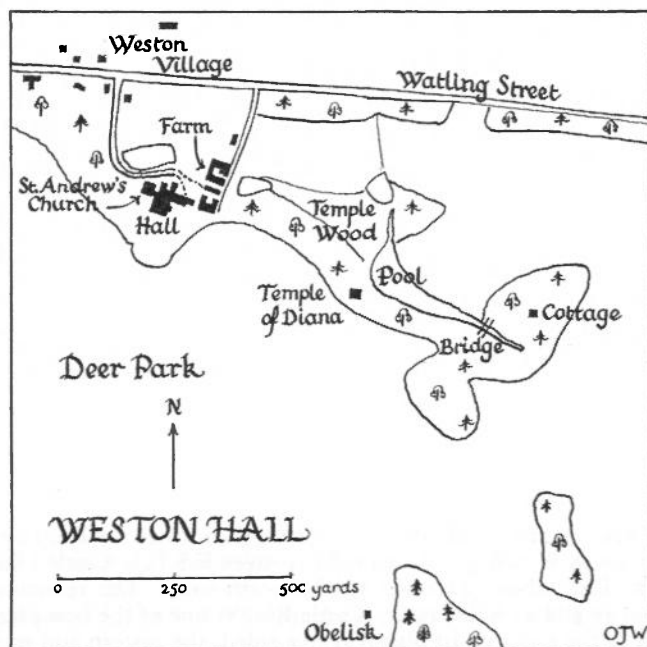 Weston
Village
Watling Street
Farm
St. Andrew's
Church
Hall
Temple
Wood
Pool
Temple
of Diana
Cottage
Bridge
Deer Park
N
WESTON HALL
0 250 500 yards
Obelisk
OJW